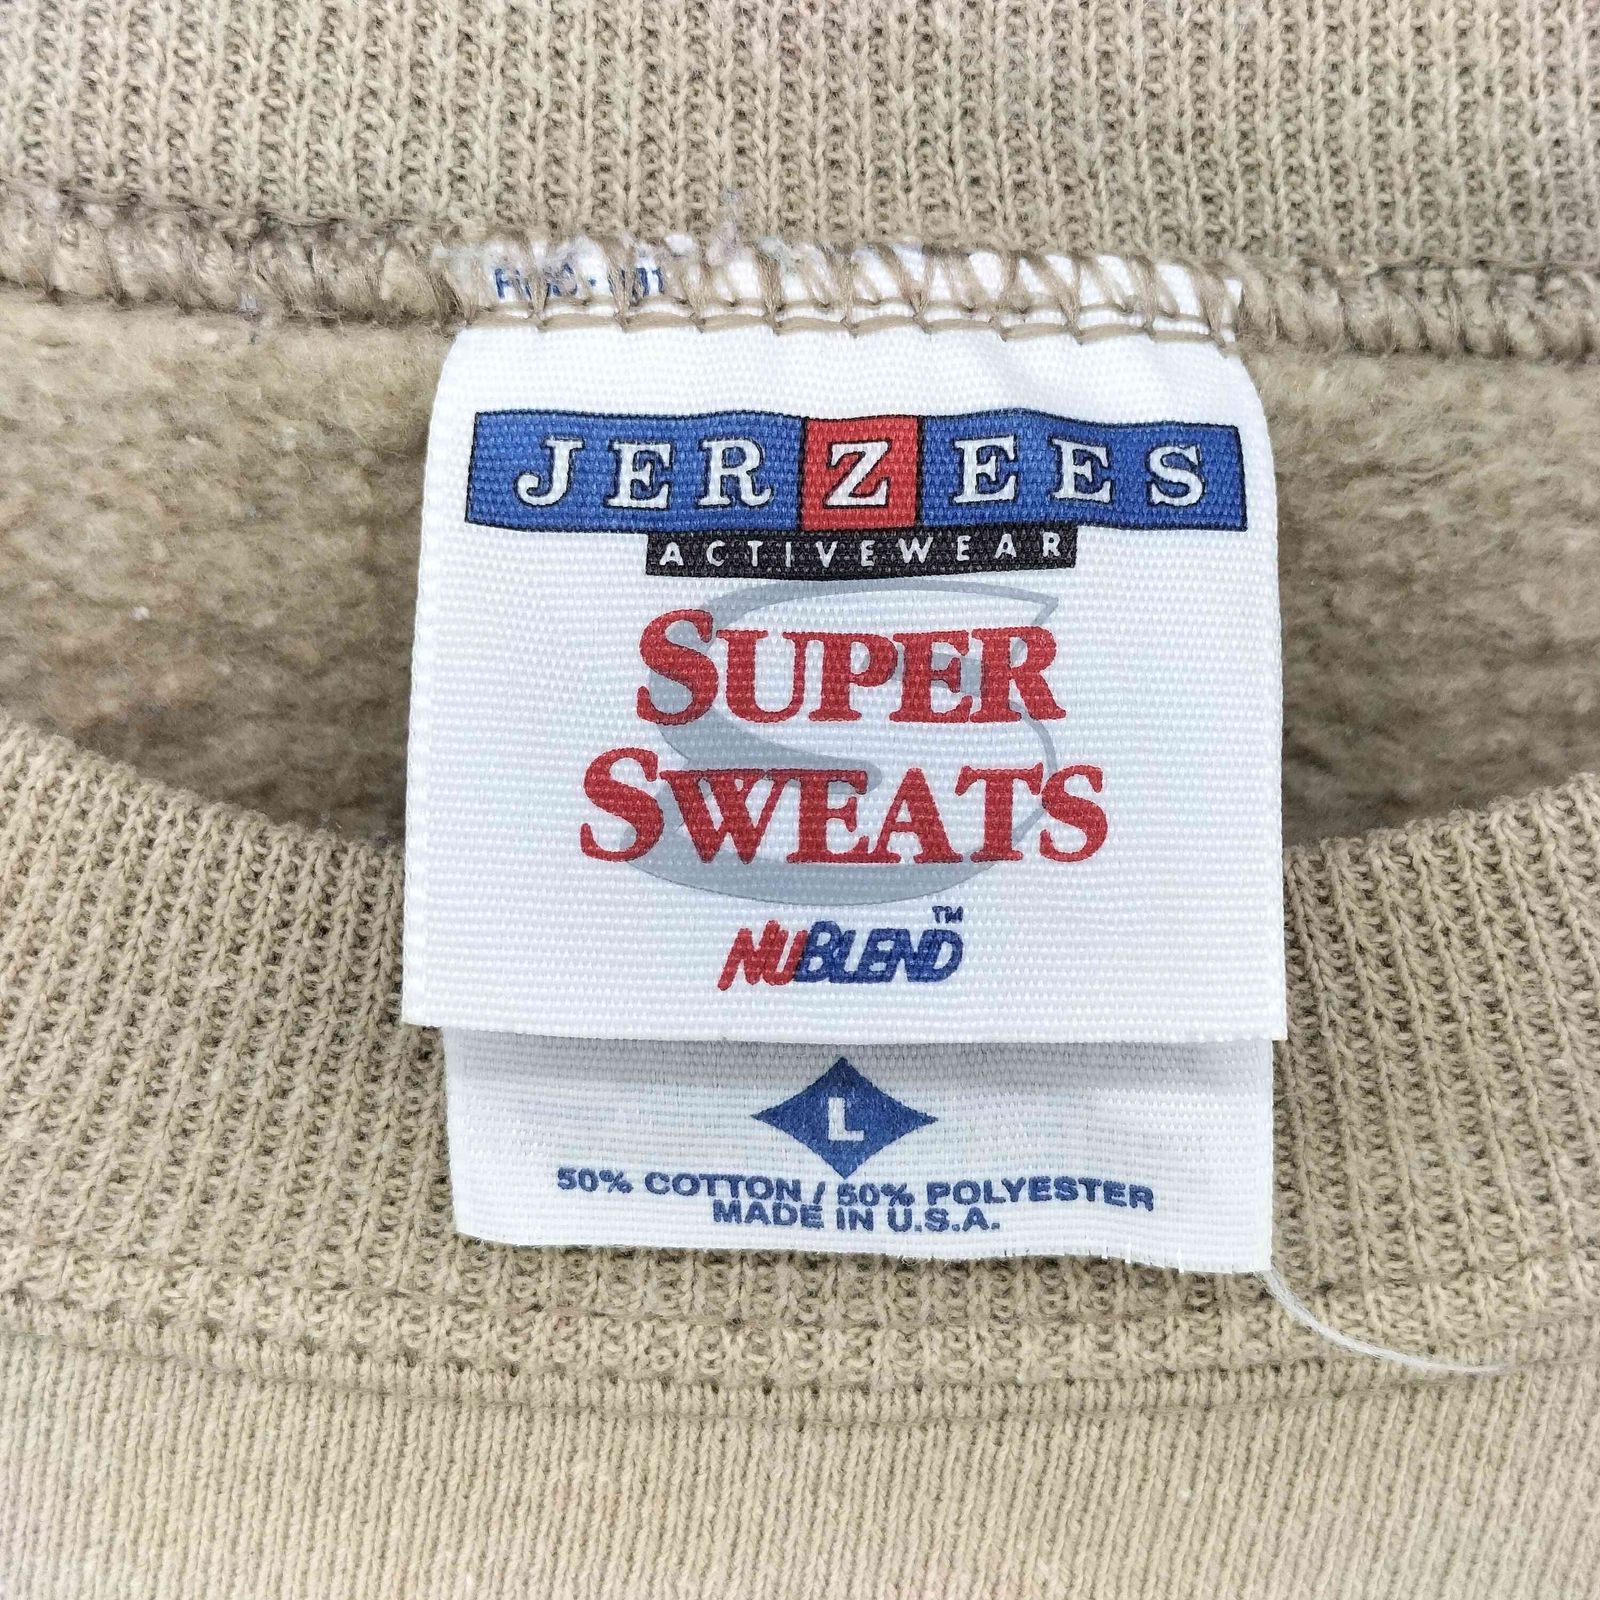 JERZEES
ACTIVEWEAR
SUPER
SWEATS
NUBLEND™
L
50% COTTON / 50% POLYESTER
MADE IN U.S.A.